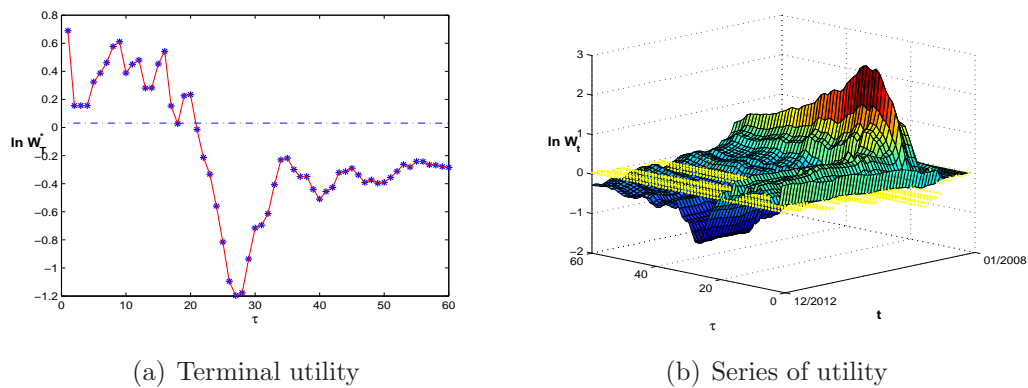 0.8
0.6
0.4
0.2
0
−0.2
−0.4
−0.6
−0.8
−1
−1.2
ln W*T
0 10 20 30 40 50 60
τ
(a) Terminal utility
3
2
1
0
−1
−2
ln Wt
60
40
20
0
τ
12/2012
01/2008
t
(b) Series of utility